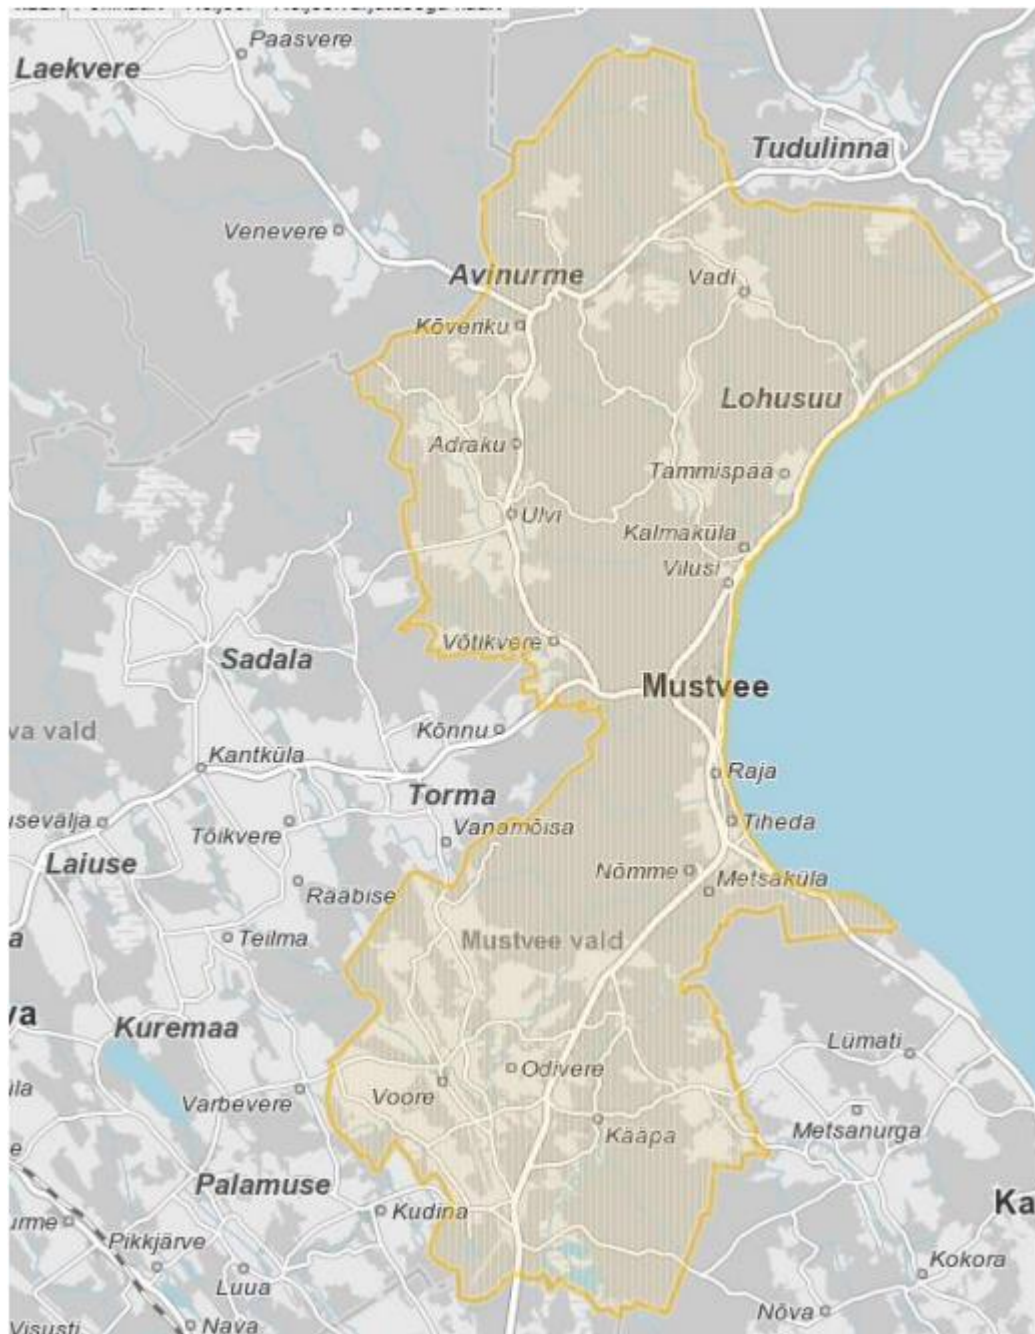 Paasvere
Laekvere
Tudulinna
Venevere
Avinurme
Vadi
Kõveriku
Lohusuu
Adraku
Tammispää
Ulvi
Kalmaküla
Vilusi
Võtikvere
Sadala
Mustvee
va vald
Kõnnu
Kantküla
Raja
Torma
usevälja
Tõikvere
Vanamõisa
Tiheda
Laiuse
Nõmme
Metsaküla
Raabise
a
Teilma
Mustvee vald
va
Kuremaa
Lümati
Odivere
ula
Varbevere
Voore
Metsanurga
Kääpa
e
Palamuse
Ka
urme
Kudina
Pikkjärve
Kokora
Luua
Nõva
Visusti
Nava